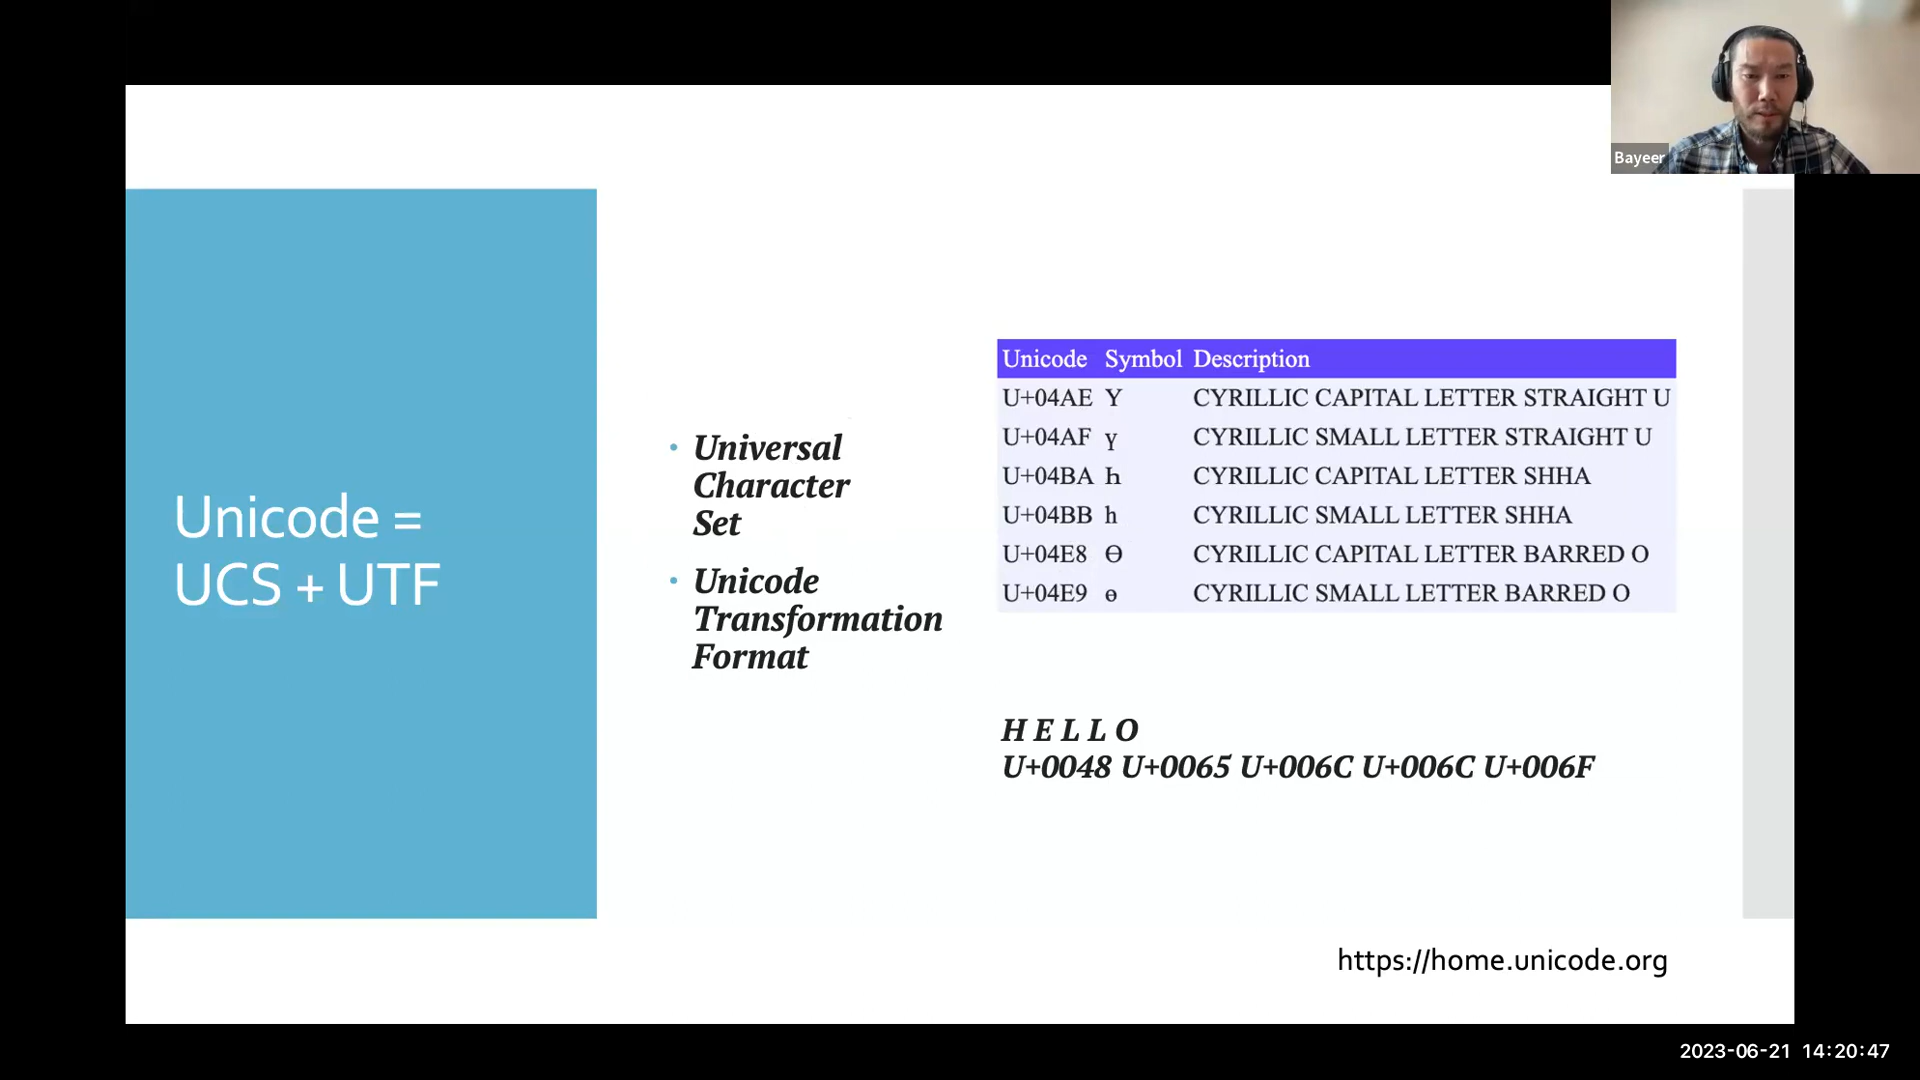 Bayeer
Unicode =
UCS + UTF
• Universal
Character
Set
• Unicode
Transformation
Format
Unicode Symbol Description
U+04AE Ү CYRILLIC CAPITAL LETTER STRAIGHT U
U+04AF ү CYRILLIC SMALL LETTER STRAIGHT U
U+04BA Һ CYRILLIC CAPITAL LETTER SHHA
U+04BB һ CYRILLIC SMALL LETTER SHHA
U+04E8 Ө CYRILLIC CAPITAL LETTER BARRED O
U+04E9 ө CYRILLIC SMALL LETTER BARRED O
H E L L O
U+0048 U+0065 U+006C U+006C U+006F
https://home.unicode.org
2023-06-21 14:20:47